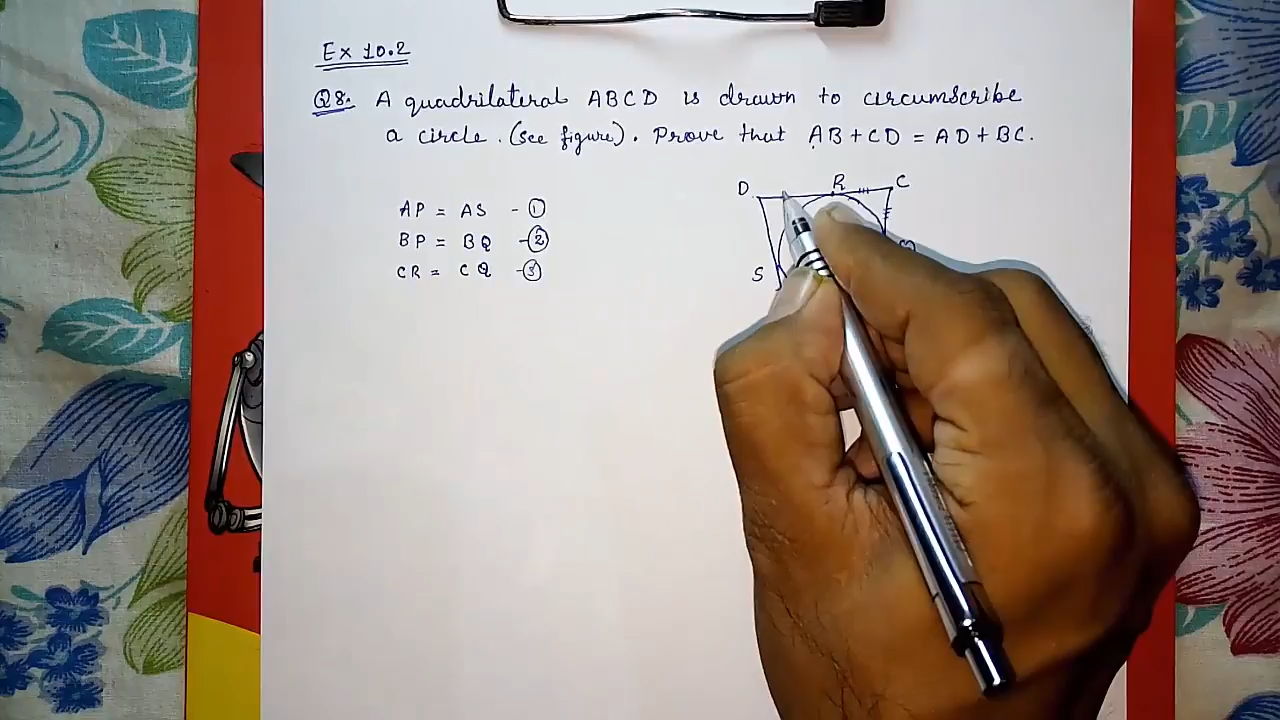 Ex 10.2
Q8. A quadrilateral ABCD is drawn to circumscribe
a circle. (see figure). Prove that AB + CD = AD + BC.
D R C
AP = AS - ①
BP = BQ - ②
CR = CQ - ③
S